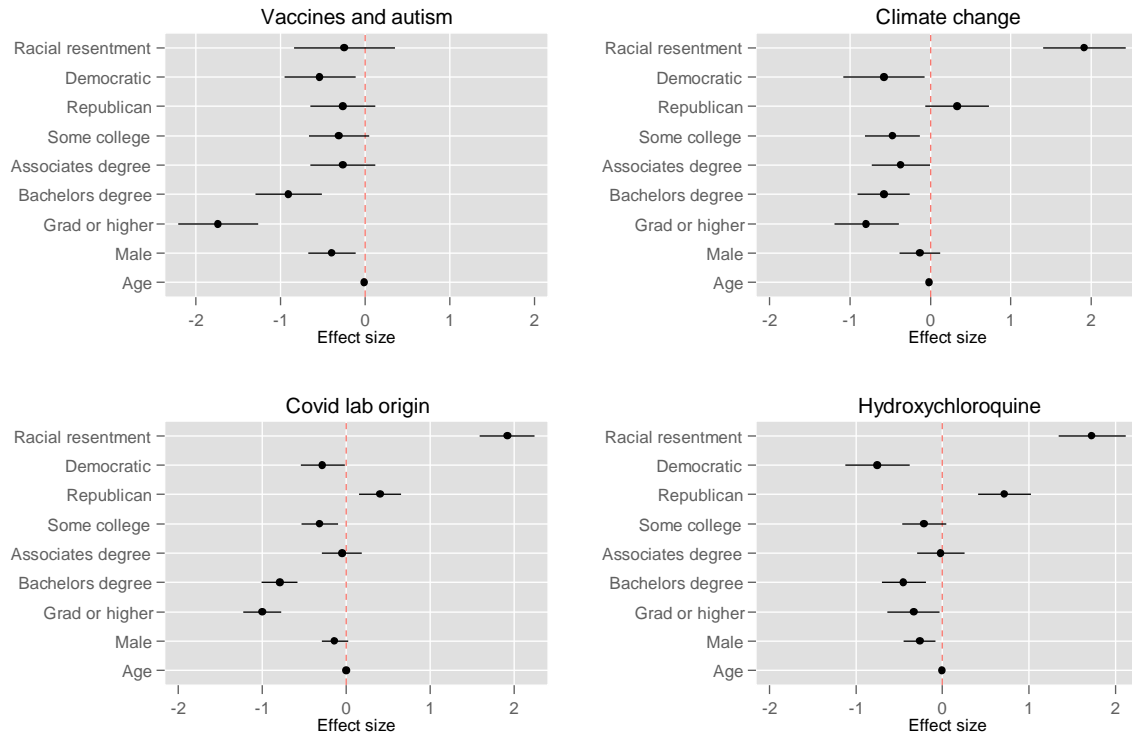 Vaccines and autism
Racial resentment
Democratic
Republican
Some college
Associates degree
Bachelors degree
Grad or higher
Male
Age
-2 -1 0 1 2
Effect size
Climate change
Racial resentment
Democratic
Republican
Some college
Associates degree
Bachelors degree
Grad or higher
Male
Age
-2 -1 0 1 2
Effect size
Covid lab origin
Racial resentment
Democratic
Republican
Some college
Associates degree
Bachelors degree
Grad or higher
Male
Age
-2 -1 0 1 2
Effect size
Hydroxychloroquine
Racial resentment
Democratic
Republican
Some college
Associates degree
Bachelors degree
Grad or higher
Male
Age
-2 -1 0 1 2
Effect size